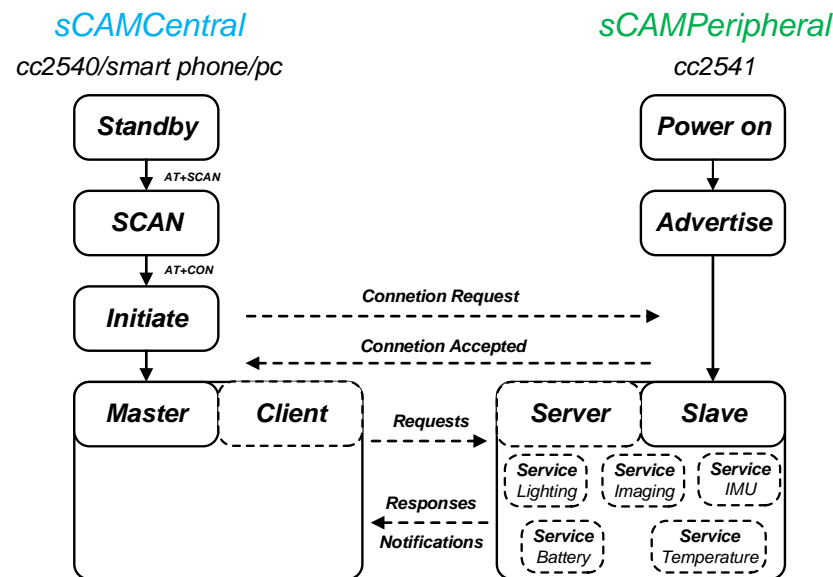 sCAMCentral
sCAMPeripheral
cc2540/smart phone/pc
cc2541
Standby
Power on
AT+SCAN
SCAN
Advertise
AT+CON
Initiate
Connetion Request
Connetion Accepted
Master
Client
Requests
Server
Slave
Service
Lighting
Service
Imaging
Service
IMU
Responses
Notifications
Service
Battery
Service
Temperature